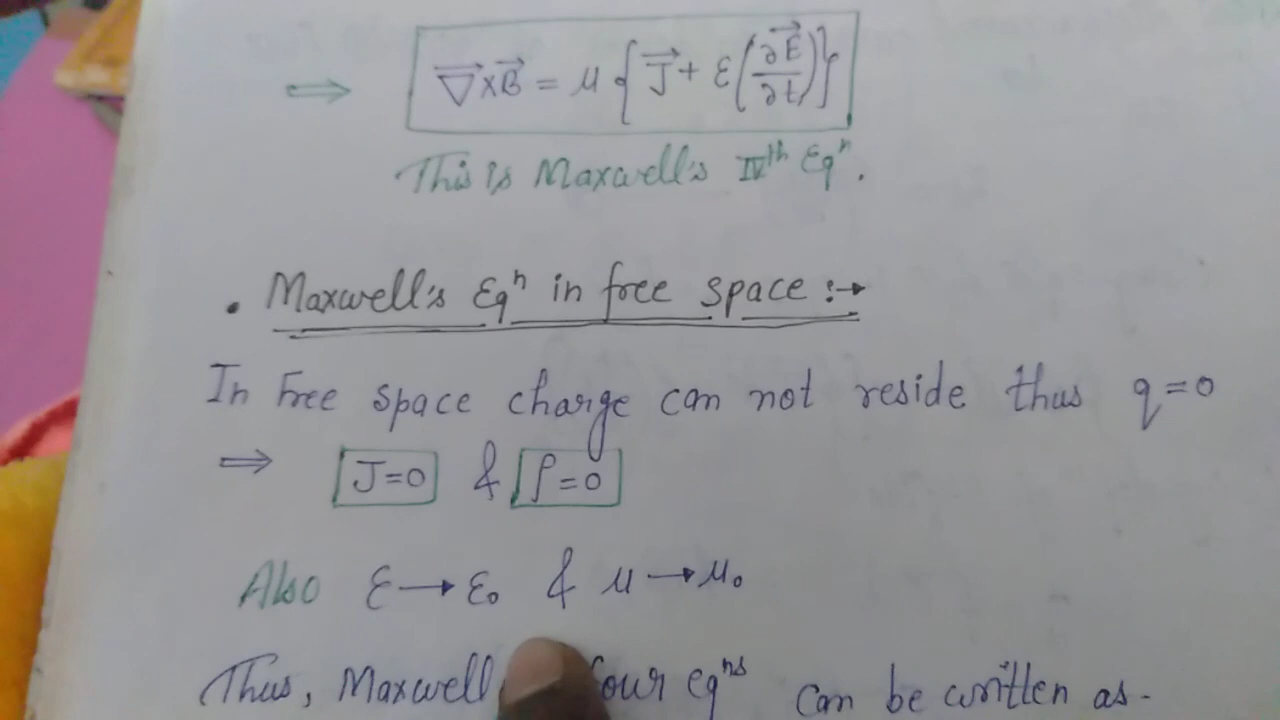 ⇒ ∇⃗×B⃗ = μ{J⃗ + ε(∂E⃗/∂t)}
This is Maxwell's IVth Eqn.
. Maxwell's Eqn in free space :→
In Free space charge can not reside thus q=0
⇒ J=0 & ρ=0
Also ε→ε₀ & μ→μ₀
Thus, Maxwell four eqns can be written as-